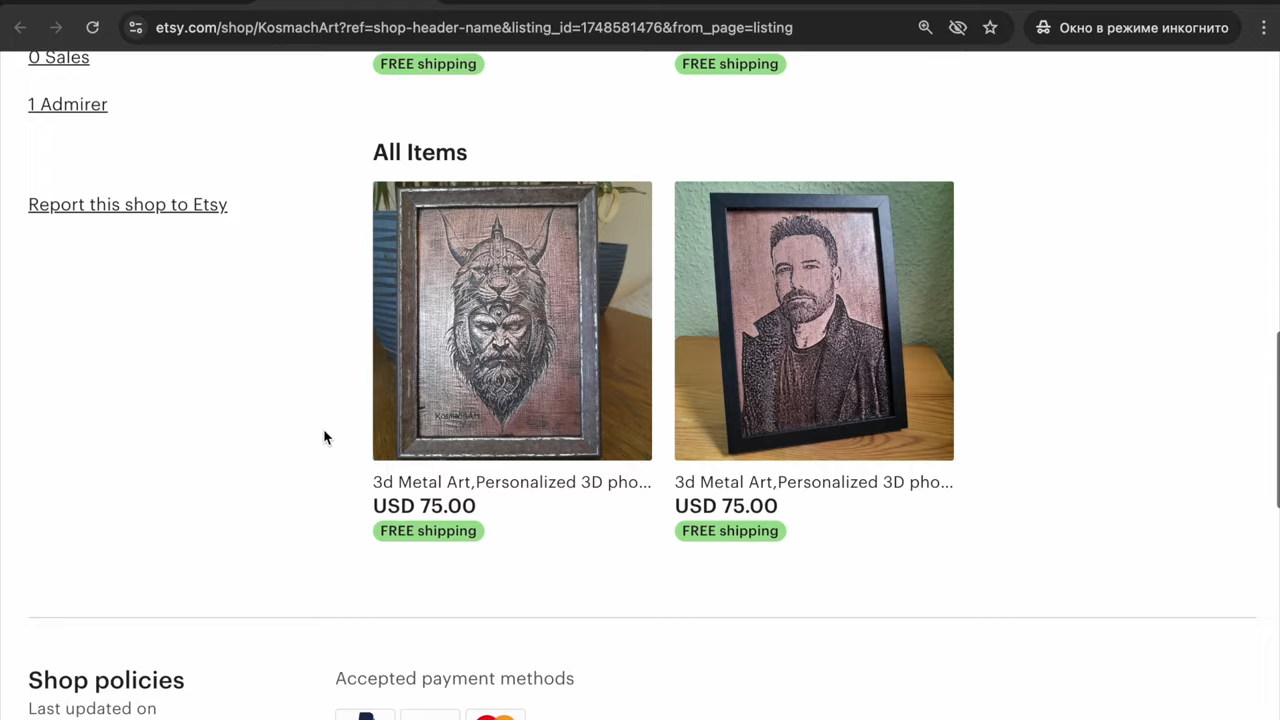 etsy.com/shop/KosmachArt?ref=shop-header-name&listing_id=1748581476&from_page=listing
Окно в режиме инкогнито
0 Sales
FREE shipping
FREE shipping
1 Admirer
All Items
Report this shop to Etsy
KosmachArt
3d Metal Art,Personalized 3D pho...
3d Metal Art,Personalized 3D pho...
USD 75.00
USD 75.00
FREE shipping
FREE shipping
Shop policies
Accepted payment methods
Last updated on